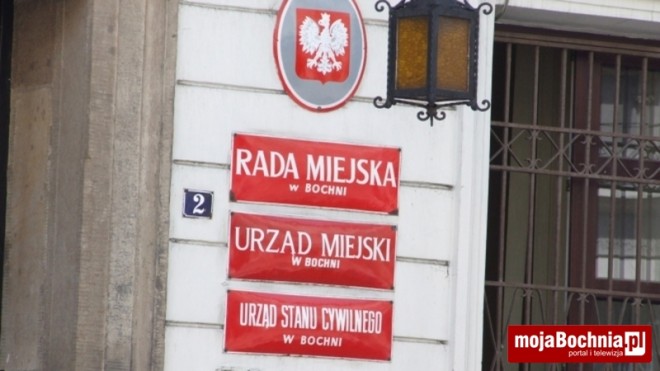 RADA MIEJSKA
W BOCHNI
2
URZĄD MIEJSKI
W BOCHNI
URZĄD STANU CYWILNEGO
W BOCHNI
mojaBochnia.pl
portal i telewizja